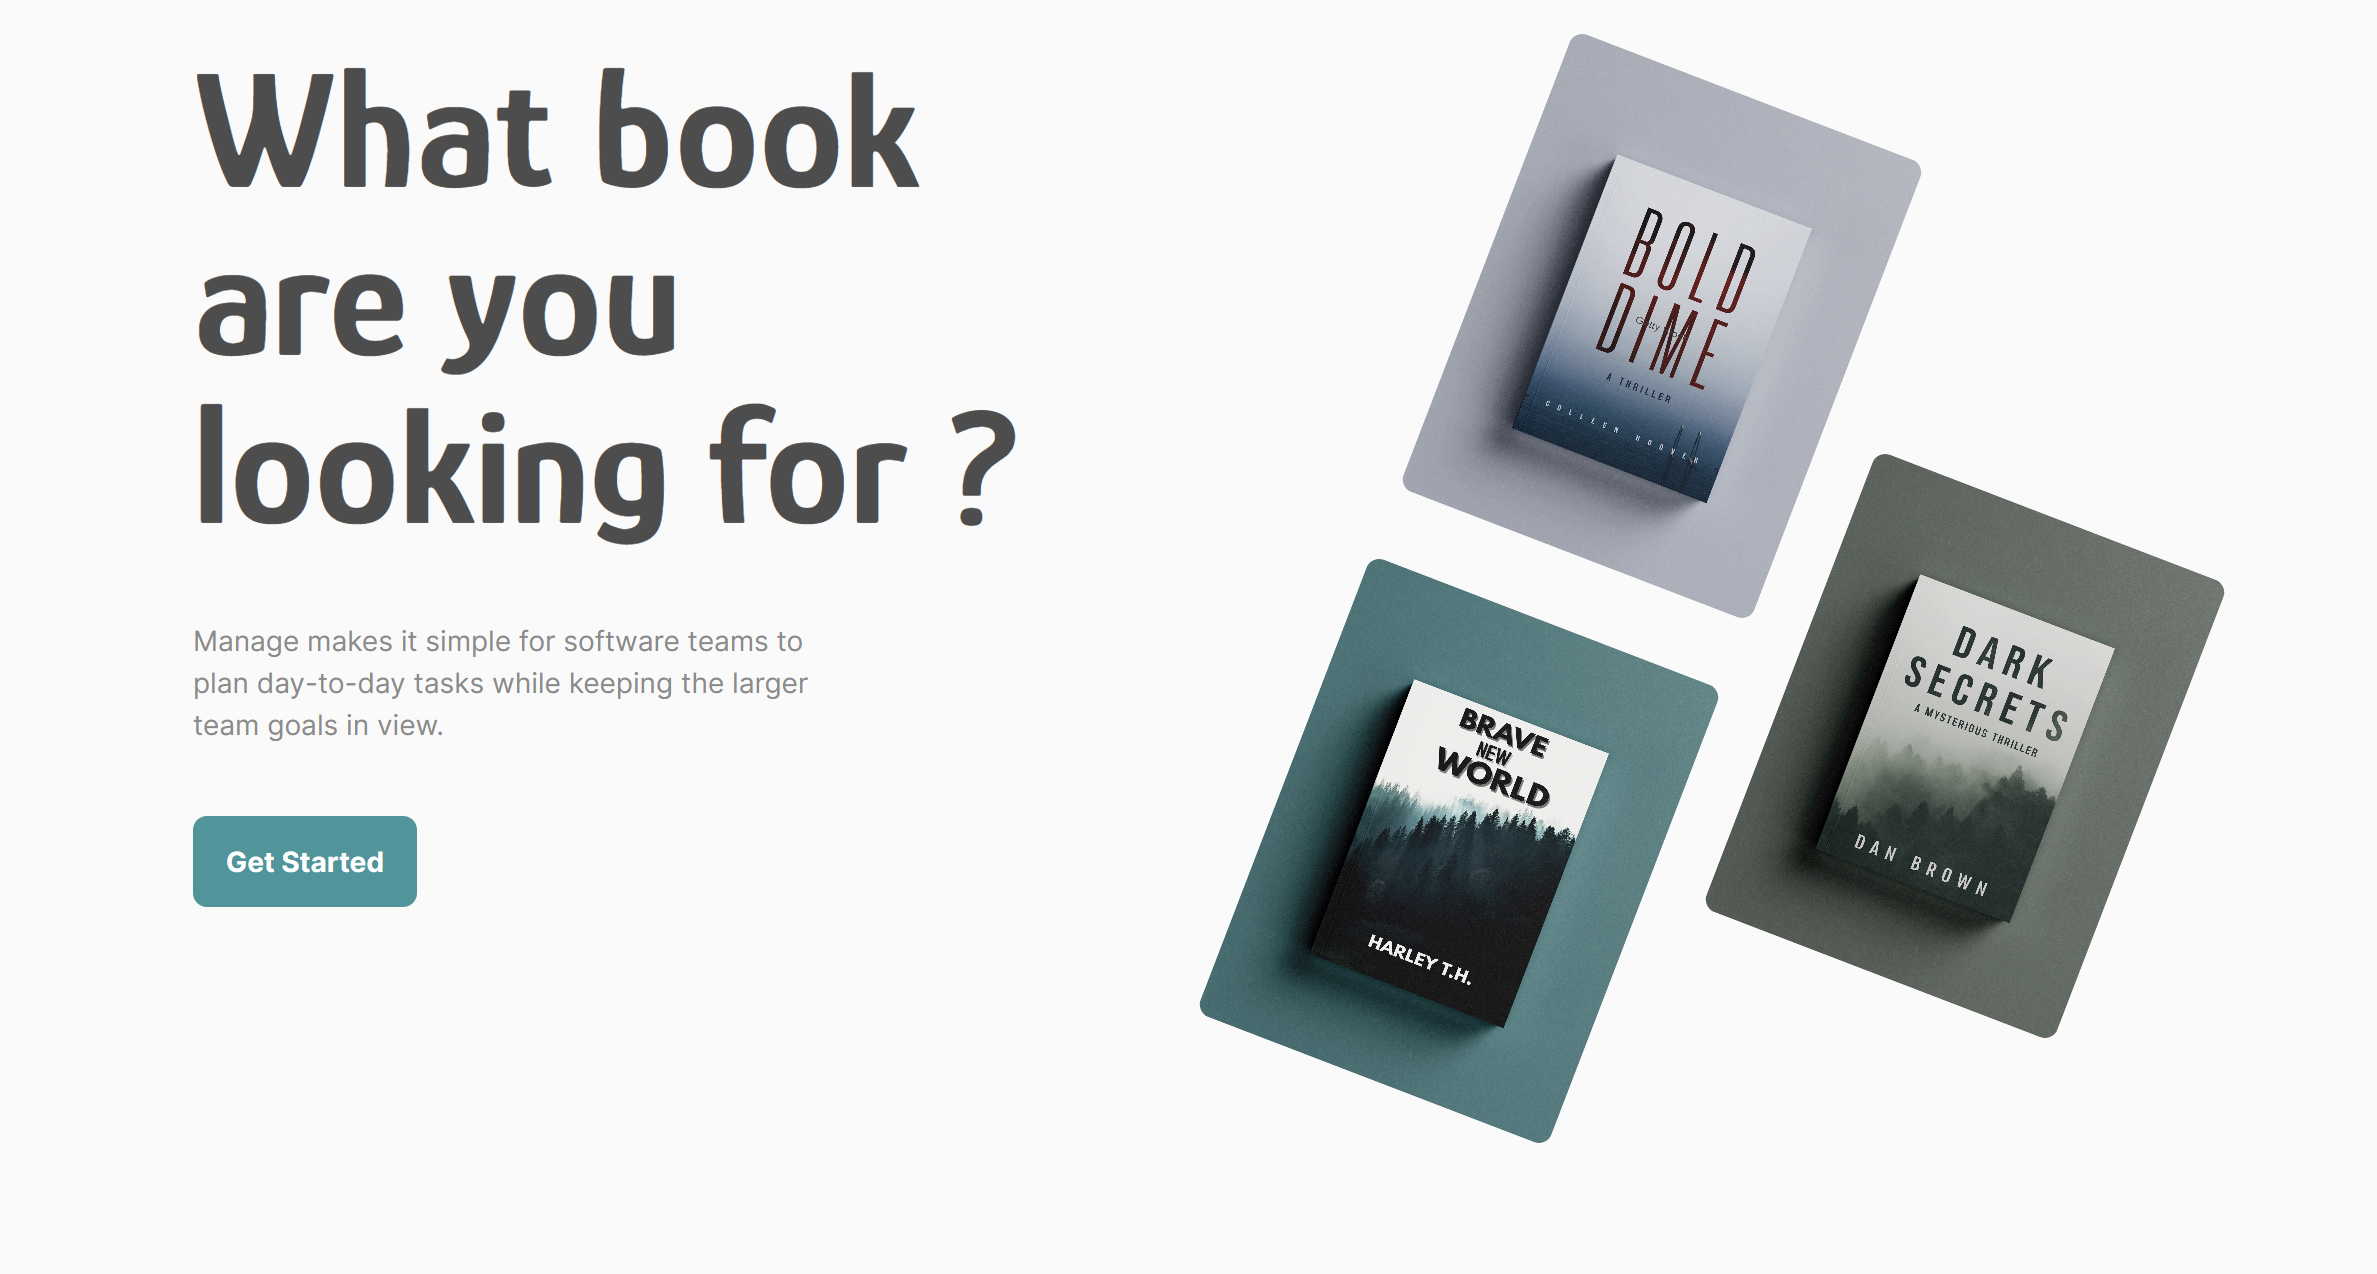 What book
are you
looking for ?
Manage makes it simple for software teams to
plan day-to-day tasks while keeping the larger
team goals in view.
Get Started
BOLD
DIME
A THRILLER
COLLEEN HOOVER
DARK
SECRETS
A MYSTERIOUS THRILLER
DAN BROWN
BRAVE
NEW
WORLD
HARLEY T.H.